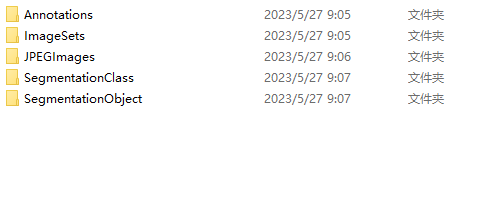 Annotations 2023/5/27 9:05 文件夹
ImageSets 2023/5/27 9:05 文件夹
JPEGImages 2023/5/27 9:06 文件夹
SegmentationClass 2023/5/27 9:07 文件夹
SegmentationObject 2023/5/27 9:07 文件夹